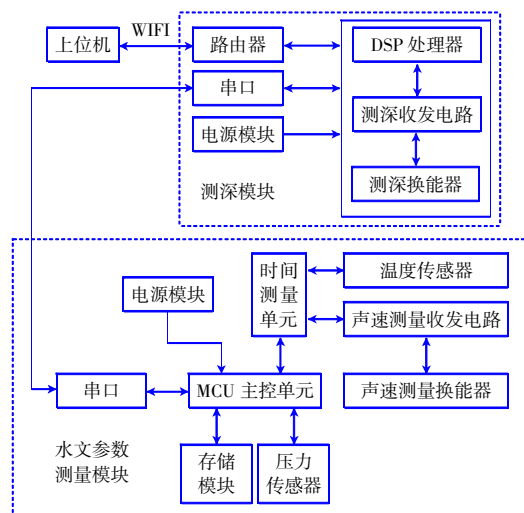 上位机
WIFI
路由器
DSP 处理器
串口
测深收发电路
电源模块
测深换能器
测深模块
时间
测量
单元
温度传感器
电源模块
声速测量收发电路
串口
MCU 主控单元
声速测量换能器
水文参数
测量模块
存储
模块
压力
传感器